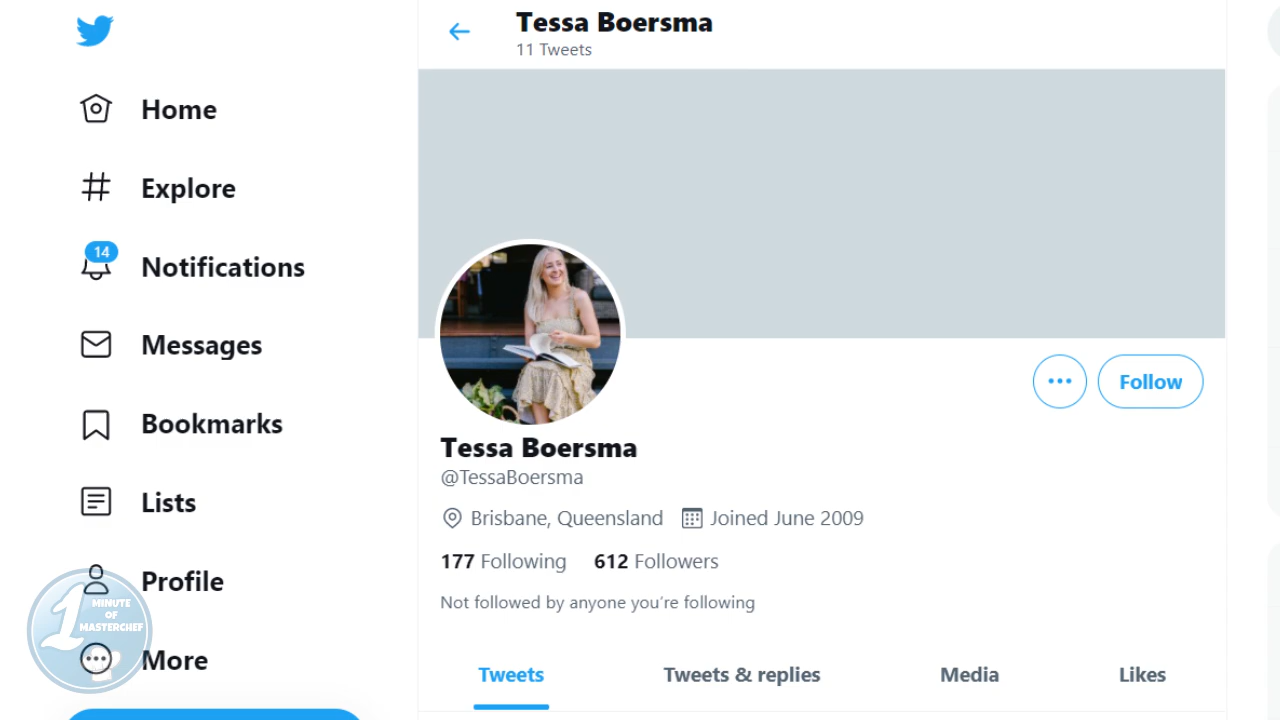 Tessa Boersma
11 Tweets
Home
Explore
14
Notifications
Messages
Bookmarks
Lists
Profile
More
1 MINUTE
OF
MASTERCHEF
Follow
Tessa Boersma
@TessaBoersma
Brisbane, Queensland Joined June 2009
177 Following 612 Followers
Not followed by anyone you're following
Tweets Tweets & replies Media Likes